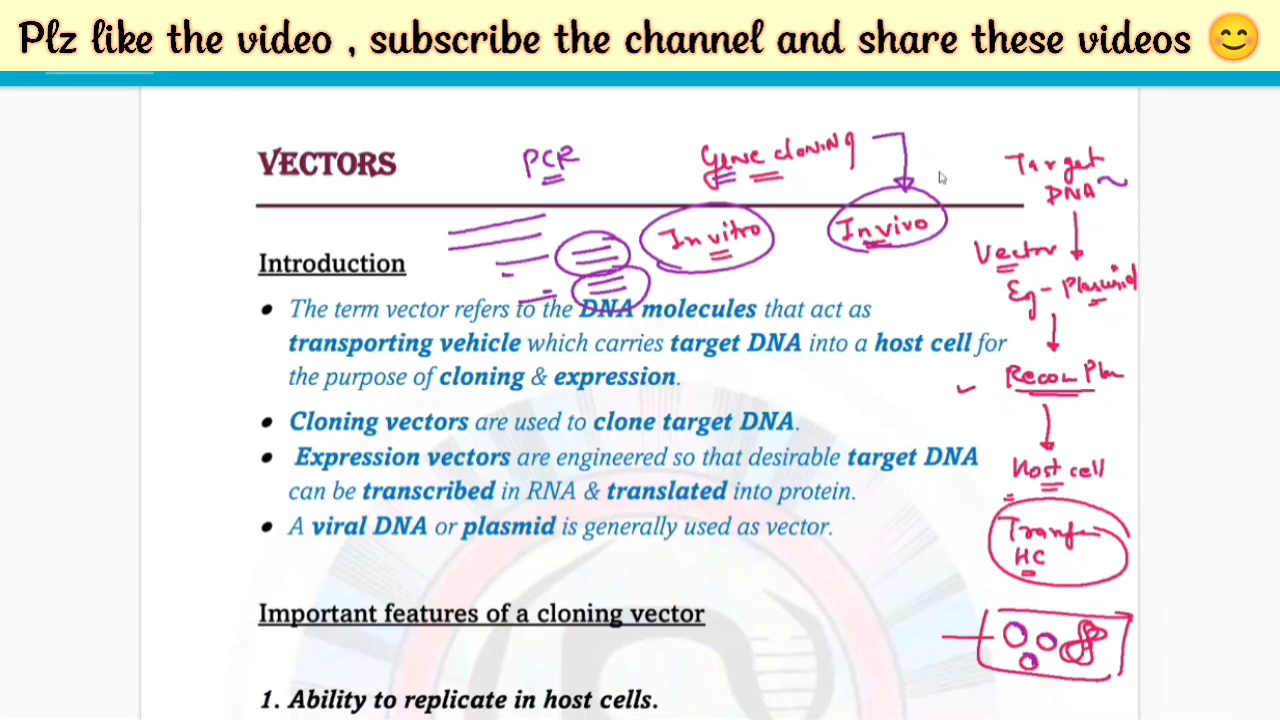 Plz like the video , subscribe the channel and share these videos 😊
VECTORS
PCR
Gene cloning
In vitro
In vivo
Target
DNA
Vector
Eg - Plasmid
Recom Plm
Host cell
HC
Introduction
• The term vector refers to the DNA molecules that act as
transporting vehicle which carries target DNA into a host cell for
the purpose of cloning & expression.
• Cloning vectors are used to clone target DNA.
• Expression vectors are engineered so that desirable target DNA
can be transcribed in RNA & translated into protein.
• A viral DNA or plasmid is generally used as vector.
Important features of a cloning vector
1. Ability to replicate in host cells.